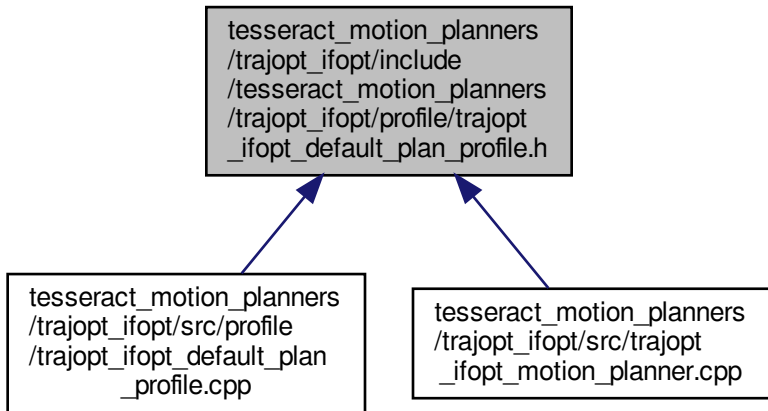 tesseract_motion_planners
/trajopt_ifopt/include
/tesseract_motion_planners
/trajopt_ifopt/profile/trajopt
_ifopt_default_plan_profile.h
tesseract_motion_planners
/trajopt_ifopt/src/profile
/trajopt_ifopt_default_plan
_profile.cpp
tesseract_motion_planners
/trajopt_ifopt/src/trajopt
_ifopt_motion_planner.cpp